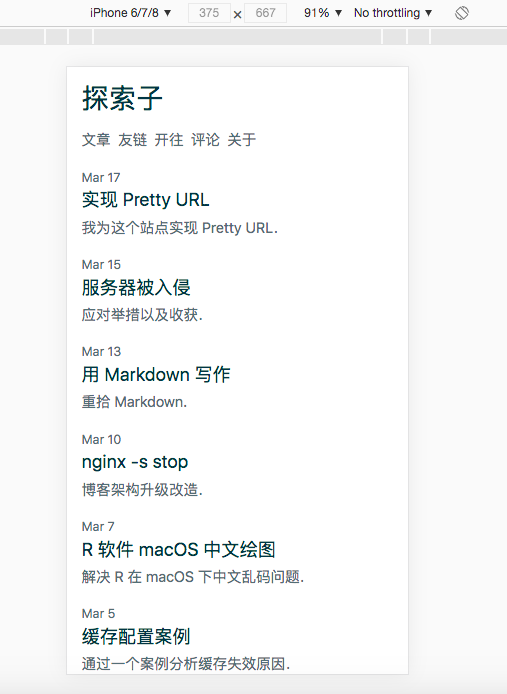 iPhone 6/7/8 ▼ 375 × 667 91% ▼ No throttling ▼
探索子
文章 友链 开往 评论 关于
Mar 17
实现 Pretty URL
我为这个站点实现 Pretty URL.
Mar 15
服务器被入侵
应对举措以及收获.
Mar 13
用 Markdown 写作
重拾 Markdown.
Mar 10
nginx -s stop
博客架构升级改造.
Mar 7
R 软件 macOS 中文绘图
解决 R 在 macOS 下中文乱码问题.
Mar 5
缓存配置案例
通过一个案例分析缓存失效原因.